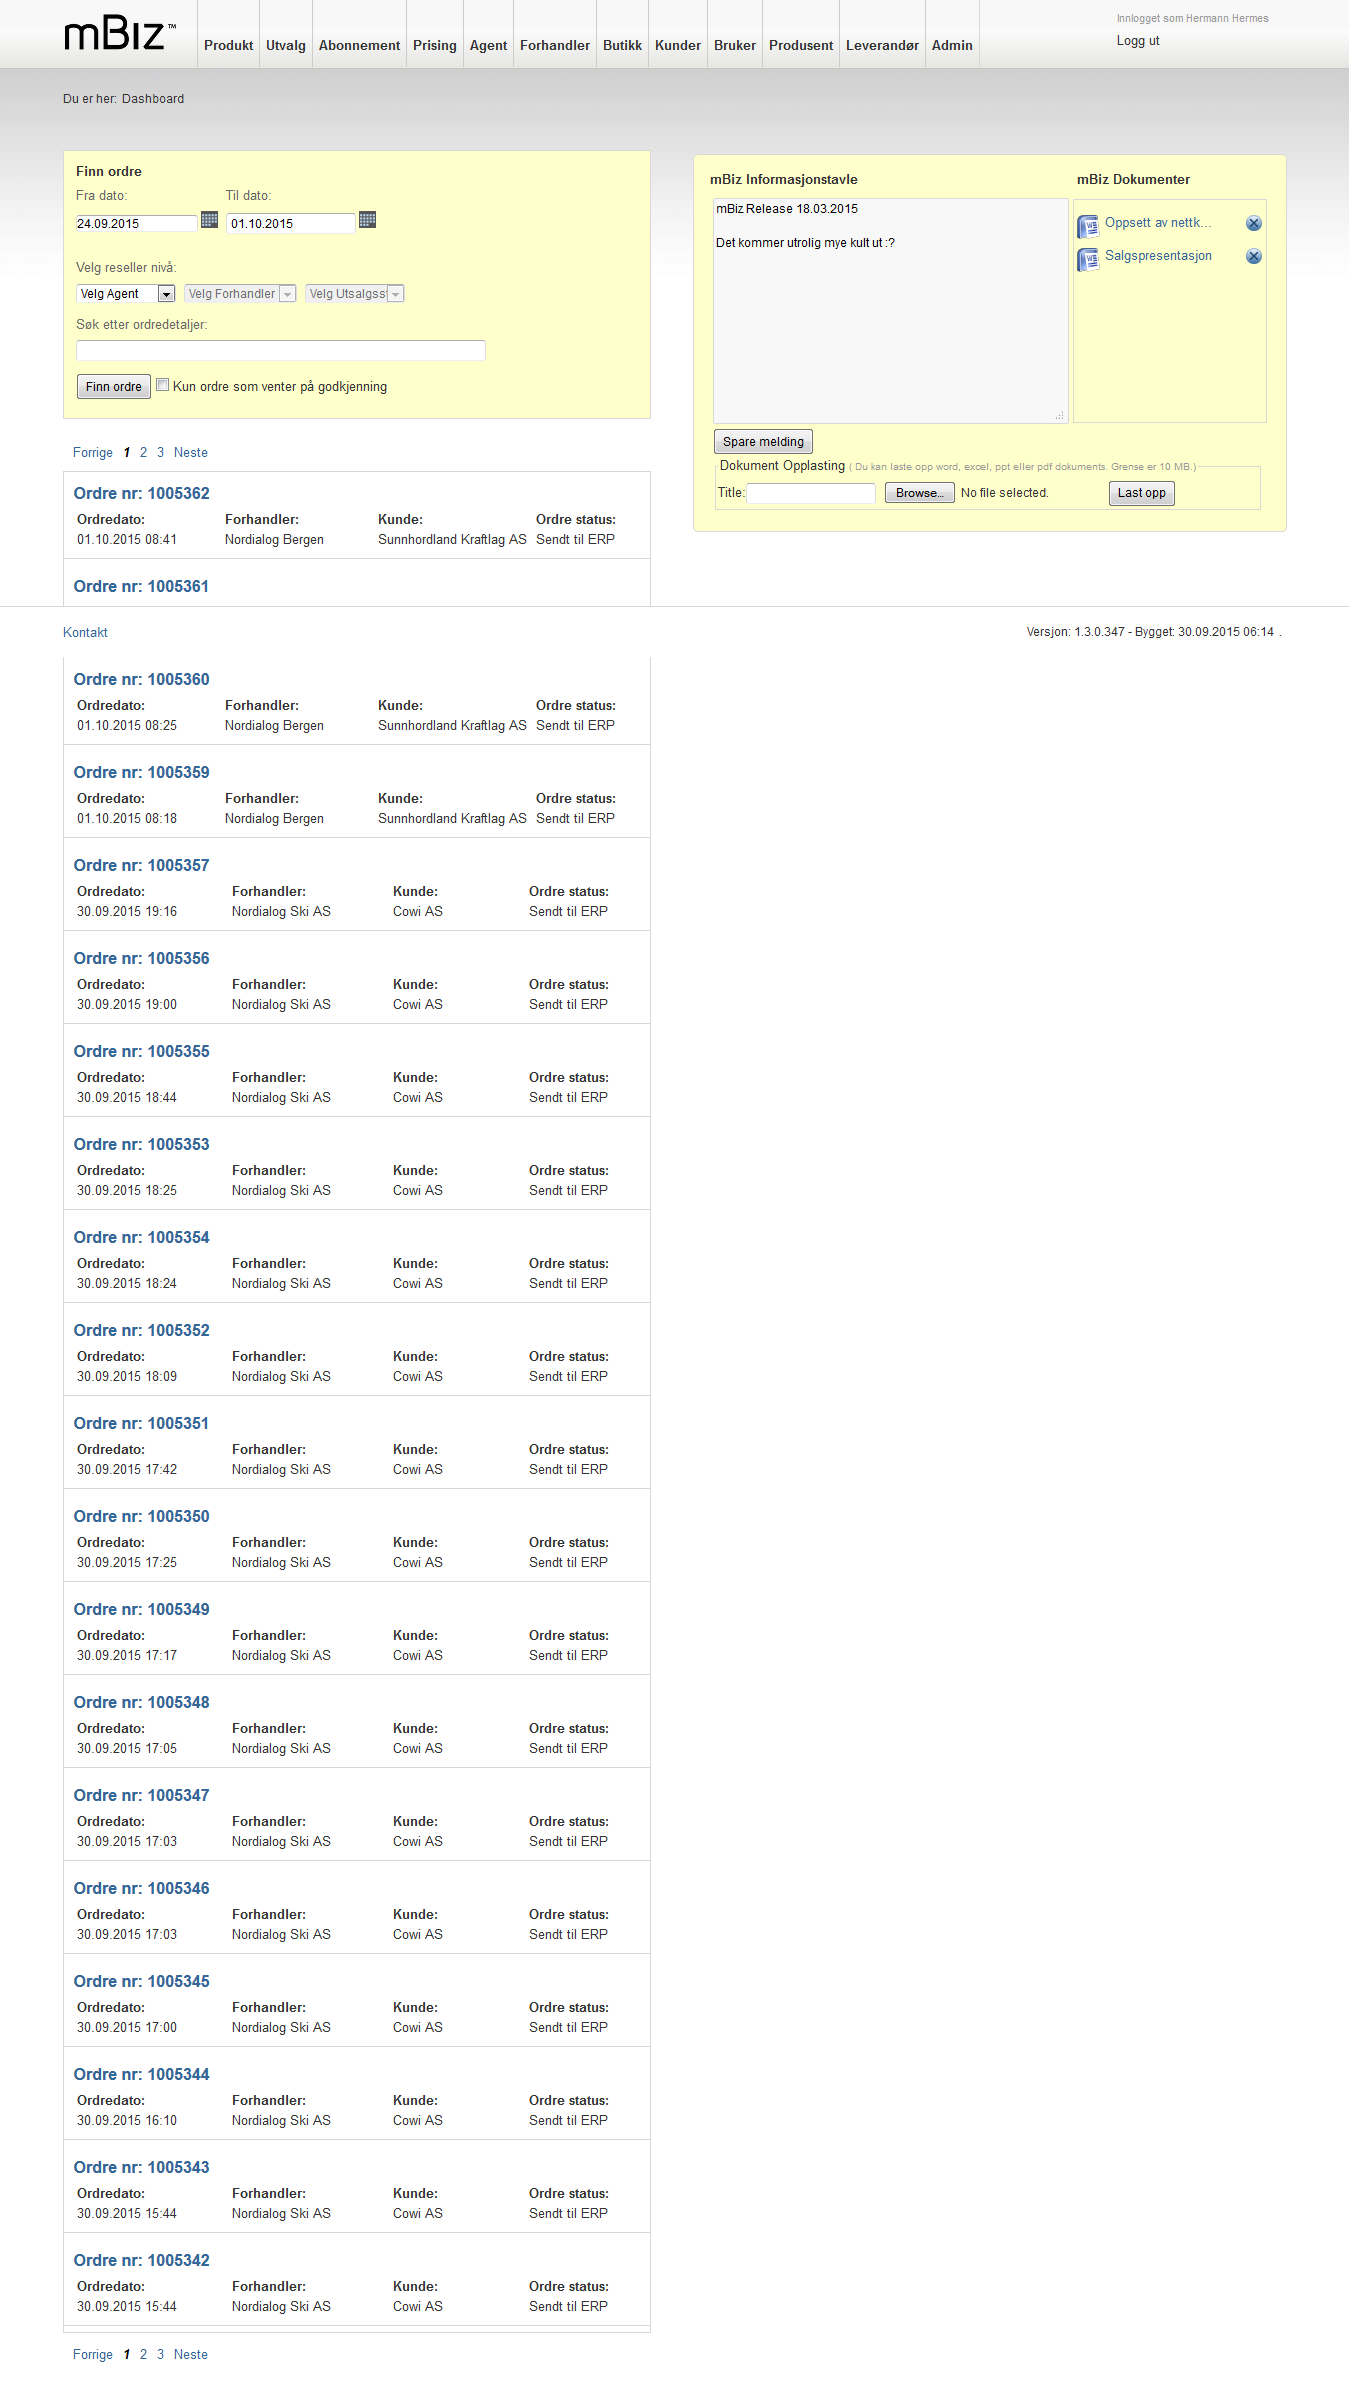 mBiz™
Produkt Utvalg Abonnement Prising Agent Forhandler Butikk Kunder Bruker Produsent Leverandør Admin
Innlogget som Hermann Hermes
Logg ut
Du er her: Dashboard
Finn ordre
Fra dato: Til dato:
24.09.2015 01.10.2015
Velg reseller nivå:
Velg Agent Velg Forhandler Velg Utsalgss
Søk etter ordredetaljer:
Finn ordre Kun ordre som venter på godkjenning
mBiz Informasjonstavle mBiz Dokumenter
mBiz Release 18.03.2015
Det kommer utrolig mye kult ut :?
Oppsett av nettk...
Salgspresentasjon
Spare melding
Dokument Opplasting ( Du kan laste opp word, excel, ppt eller pdf dokuments. Grense er 10 MB.)
Title: Browse... No file selected. Last opp
Forrige 1 2 3 Neste
Ordre nr: 1005362
Ordredato: Forhandler: Kunde: Ordre status:
01.10.2015 08:41 Nordialog Bergen Sunnhordland Kraftlag AS Sendt til ERP
Ordre nr: 1005361
Kontakt Versjon: 1.3.0.347 - Bygget: 30.09.2015 06:14 .
Ordre nr: 1005360
Ordredato: Forhandler: Kunde: Ordre status:
01.10.2015 08:25 Nordialog Bergen Sunnhordland Kraftlag AS Sendt til ERP
Ordre nr: 1005359
Ordredato: Forhandler: Kunde: Ordre status:
01.10.2015 08:18 Nordialog Bergen Sunnhordland Kraftlag AS Sendt til ERP
Ordre nr: 1005357
Ordredato: Forhandler: Kunde: Ordre status:
30.09.2015 19:16 Nordialog Ski AS Cowi AS Sendt til ERP
Ordre nr: 1005356
Ordredato: Forhandler: Kunde: Ordre status:
30.09.2015 19:00 Nordialog Ski AS Cowi AS Sendt til ERP
Ordre nr: 1005355
Ordredato: Forhandler: Kunde: Ordre status:
30.09.2015 18:44 Nordialog Ski AS Cowi AS Sendt til ERP
Ordre nr: 1005353
Ordredato: Forhandler: Kunde: Ordre status:
30.09.2015 18:25 Nordialog Ski AS Cowi AS Sendt til ERP
Ordre nr: 1005354
Ordredato: Forhandler: Kunde: Ordre status:
30.09.2015 18:24 Nordialog Ski AS Cowi AS Sendt til ERP
Ordre nr: 1005352
Ordredato: Forhandler: Kunde: Ordre status:
30.09.2015 18:09 Nordialog Ski AS Cowi AS Sendt til ERP
Ordre nr: 1005351
Ordredato: Forhandler: Kunde: Ordre status:
30.09.2015 17:42 Nordialog Ski AS Cowi AS Sendt til ERP
Ordre nr: 1005350
Ordredato: Forhandler: Kunde: Ordre status:
30.09.2015 17:25 Nordialog Ski AS Cowi AS Sendt til ERP
Ordre nr: 1005349
Ordredato: Forhandler: Kunde: Ordre status:
30.09.2015 17:17 Nordialog Ski AS Cowi AS Sendt til ERP
Ordre nr: 1005348
Ordredato: Forhandler: Kunde: Ordre status:
30.09.2015 17:05 Nordialog Ski AS Cowi AS Sendt til ERP
Ordre nr: 1005347
Ordredato: Forhandler: Kunde: Ordre status:
30.09.2015 17:03 Nordialog Ski AS Cowi AS Sendt til ERP
Ordre nr: 1005346
Ordredato: Forhandler: Kunde: Ordre status:
30.09.2015 17:03 Nordialog Ski AS Cowi AS Sendt til ERP
Ordre nr: 1005345
Ordredato: Forhandler: Kunde: Ordre status:
30.09.2015 17:00 Nordialog Ski AS Cowi AS Sendt til ERP
Ordre nr: 1005344
Ordredato: Forhandler: Kunde: Ordre status:
30.09.2015 16:10 Nordialog Ski AS Cowi AS Sendt til ERP
Ordre nr: 1005343
Ordredato: Forhandler: Kunde: Ordre status:
30.09.2015 15:44 Nordialog Ski AS Cowi AS Sendt til ERP
Ordre nr: 1005342
Ordredato: Forhandler: Kunde: Ordre status:
30.09.2015 15:44 Nordialog Ski AS Cowi AS Sendt til ERP
Forrige 1 2 3 Neste